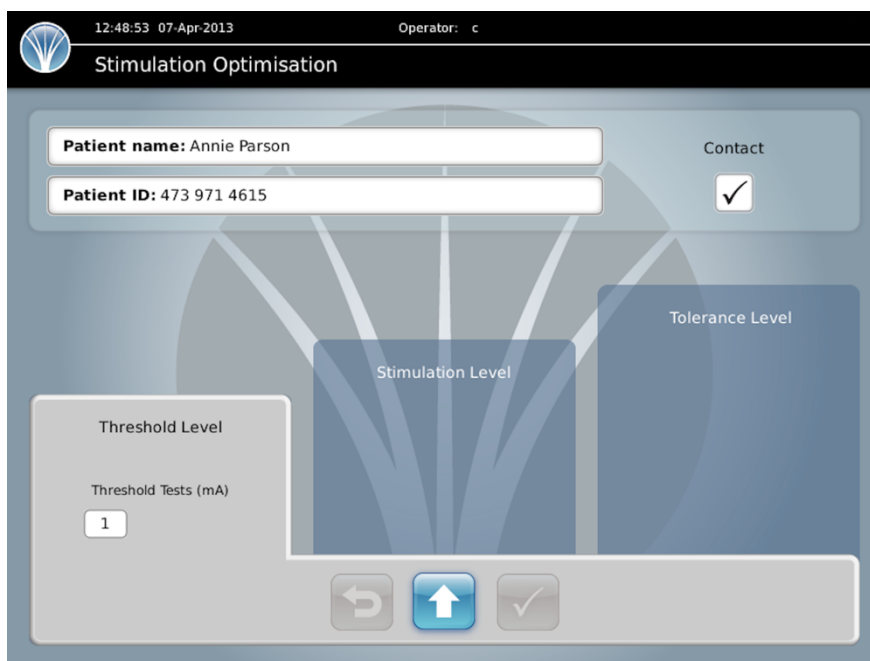 12:48:53 07-Apr-2013 Operator: c
Stimulation Optimisation
Patient name: Annie Parson
Contact
Patient ID: 473 971 4615
Tolerance Level
Stimulation Level
Threshold Level
Threshold Tests (mA)
1